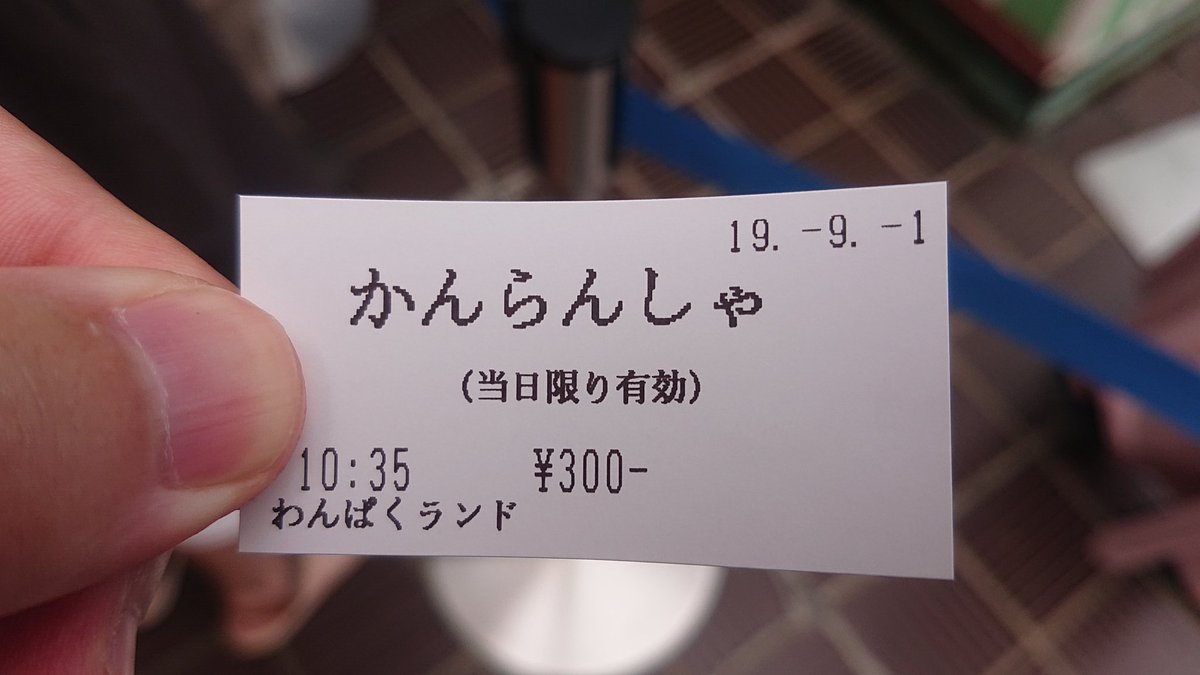 19. -9. -1
かんらんしゃ
(当日限り有効)
10:35 ¥300-
わんぱくランド